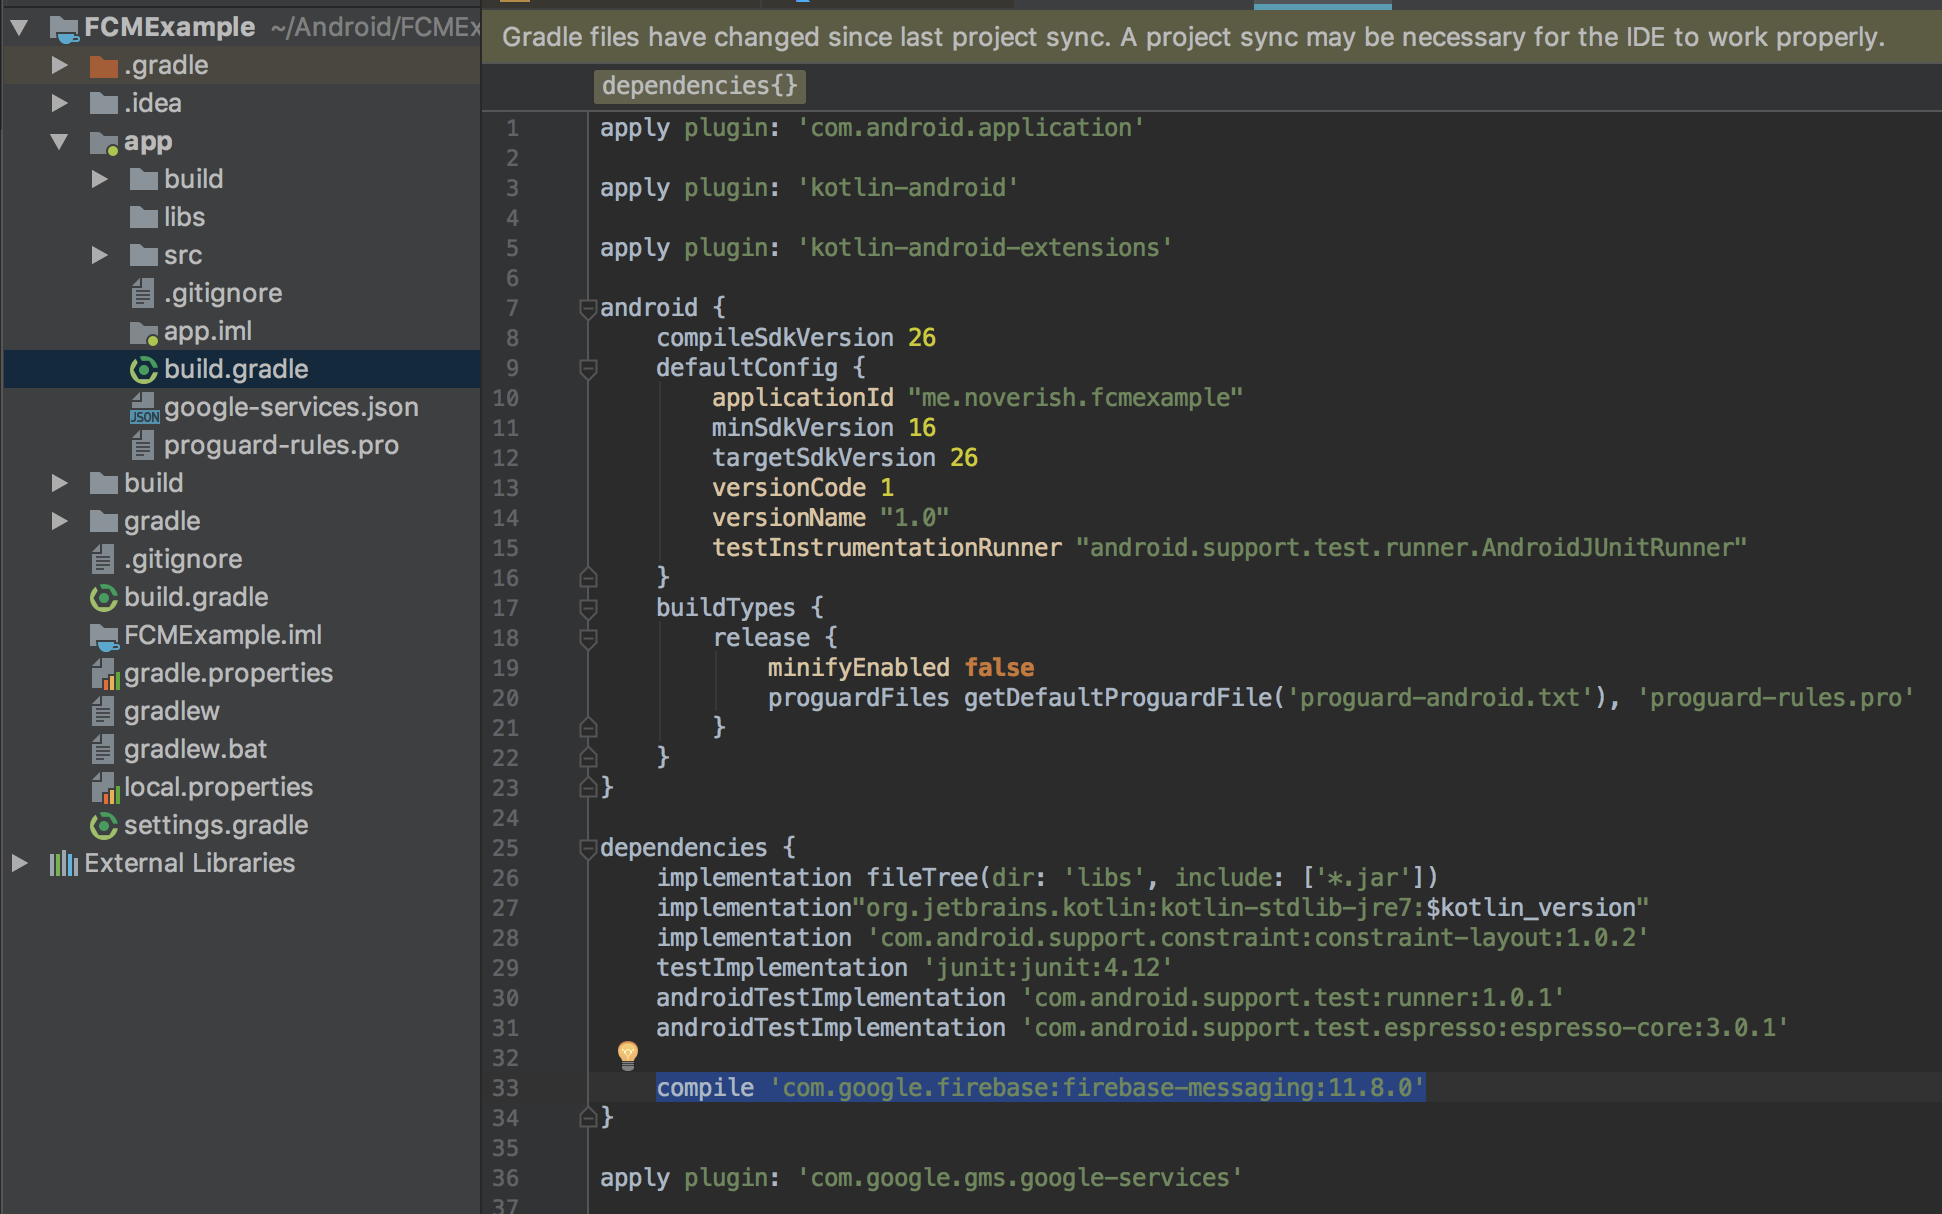 FCMExample ~/Android/FCMEx
.gradle
.idea
app
build
libs
src
.gitignore
app.iml
build.gradle
JSON
google-services.json
proguard-rules.pro
build
gradle
.gitignore
build.gradle
FCMExample.iml
gradle.properties
gradlew
gradlew.bat
local.properties
settings.gradle
External Libraries
Gradle files have changed since last project sync. A project sync may be necessary for the IDE to work properly.
dependencies{}
1 apply plugin: 'com.android.application'
2
3 apply plugin: 'kotlin-android'
4
5 apply plugin: 'kotlin-android-extensions'
6
7 android {
8 compileSdkVersion 26
9 defaultConfig {
10 applicationId "me.noverish.fcmexample"
11 minSdkVersion 16
12 targetSdkVersion 26
13 versionCode 1
14 versionName "1.0"
15 testInstrumentationRunner "android.support.test.runner.AndroidJUnitRunner"
16 }
17 buildTypes {
18 release {
19 minifyEnabled false
20 proguardFiles getDefaultProguardFile('proguard-android.txt'), 'proguard-rules.pro'
21 }
22 }
23 }
24
25 dependencies {
26 implementation fileTree(dir: 'libs', include: ['*.jar'])
27 implementation"org.jetbrains.kotlin:kotlin-stdlib-jre7:$kotlin_version"
28 implementation 'com.android.support.constraint:constraint-layout:1.0.2'
29 testImplementation 'junit:junit:4.12'
30 androidTestImplementation 'com.android.support.test:runner:1.0.1'
31 androidTestImplementation 'com.android.support.test.espresso:espresso-core:3.0.1'
32
33 compile 'com.google.firebase:firebase-messaging:11.8.0'
34 }
35
36 apply plugin: 'com.google.gms.google-services'
37